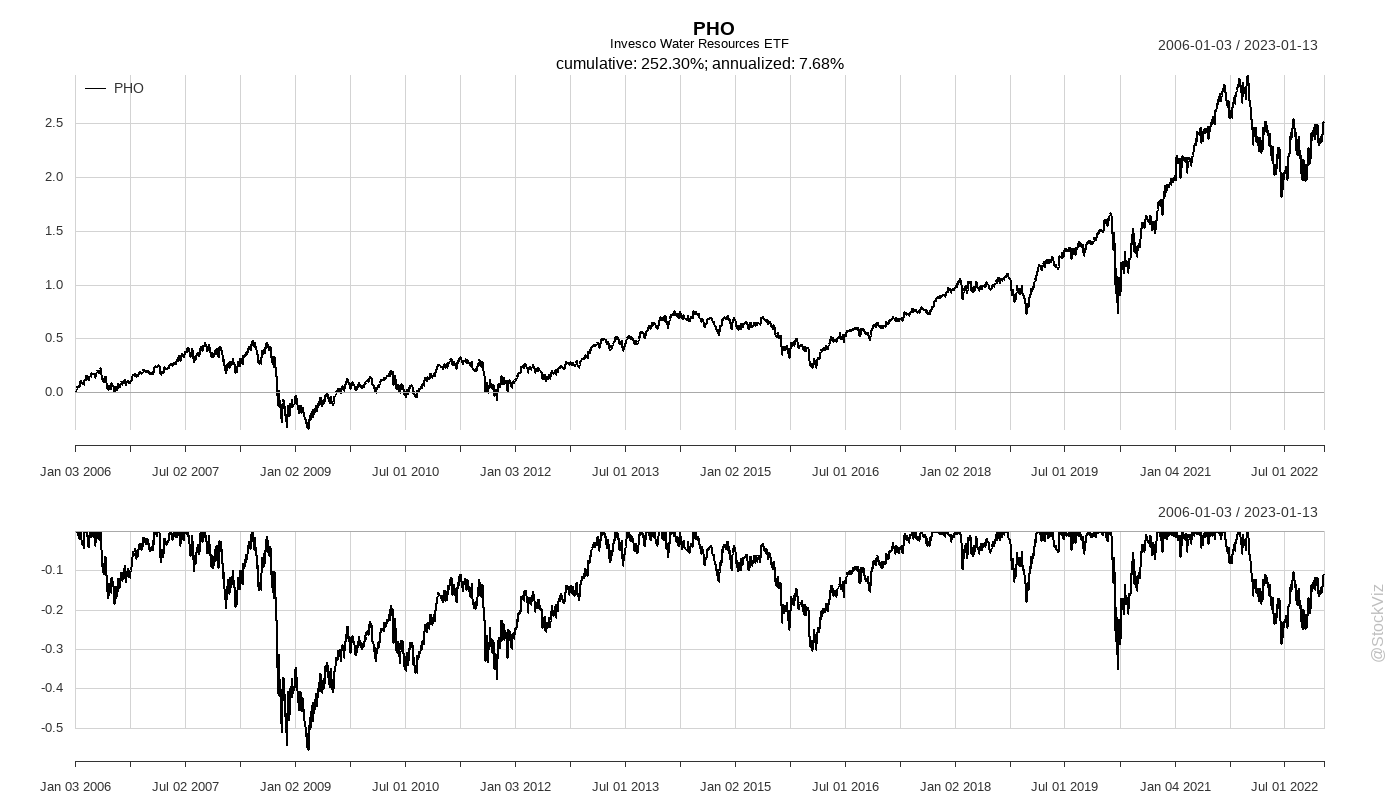 PHO
Invesco Water Resources ETF
cumulative: 252.30%; annualized: 7.68%
2006-01-03 / 2023-01-13
PHO
2.5
2.0
1.5
1.0
0.5
0.0
Jan 03 2006 Jul 02 2007 Jan 02 2009 Jul 01 2010 Jan 03 2012 Jul 01 2013 Jan 02 2015 Jul 01 2016 Jan 02 2018 Jul 01 2019 Jan 04 2021 Jul 01 2022
2006-01-03 / 2023-01-13
-0.1
-0.2
-0.3
-0.4
-0.5
Jan 03 2006 Jul 02 2007 Jan 02 2009 Jul 01 2010 Jan 03 2012 Jul 01 2013 Jan 02 2015 Jul 01 2016 Jan 02 2018 Jul 01 2019 Jan 04 2021 Jul 01 2022
@StockViz